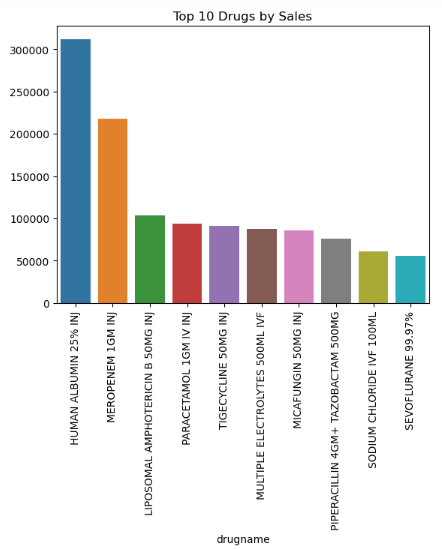 Top 10 Drugs by Sales
300000
250000
200000
150000
100000
50000
0
HUMAN ALBUMIN 25% INJ
MEROPENEM 1GM INJ
LIPOSOMAL AMPHOTERICIN B 50MG INJ
PARACETAMOL 1GM IV INJ
TIGECYCLINE 50MG INJ
MULTIPLE ELECTROLYTES 500ML IVF
MICAFUNGIN 50MG INJ
PIPERACILLIN 4GM+ TAZOBACTAM 500MG
SODIUM CHLORIDE IVF 100ML
SEVOFLURANE 99.97%
drugname